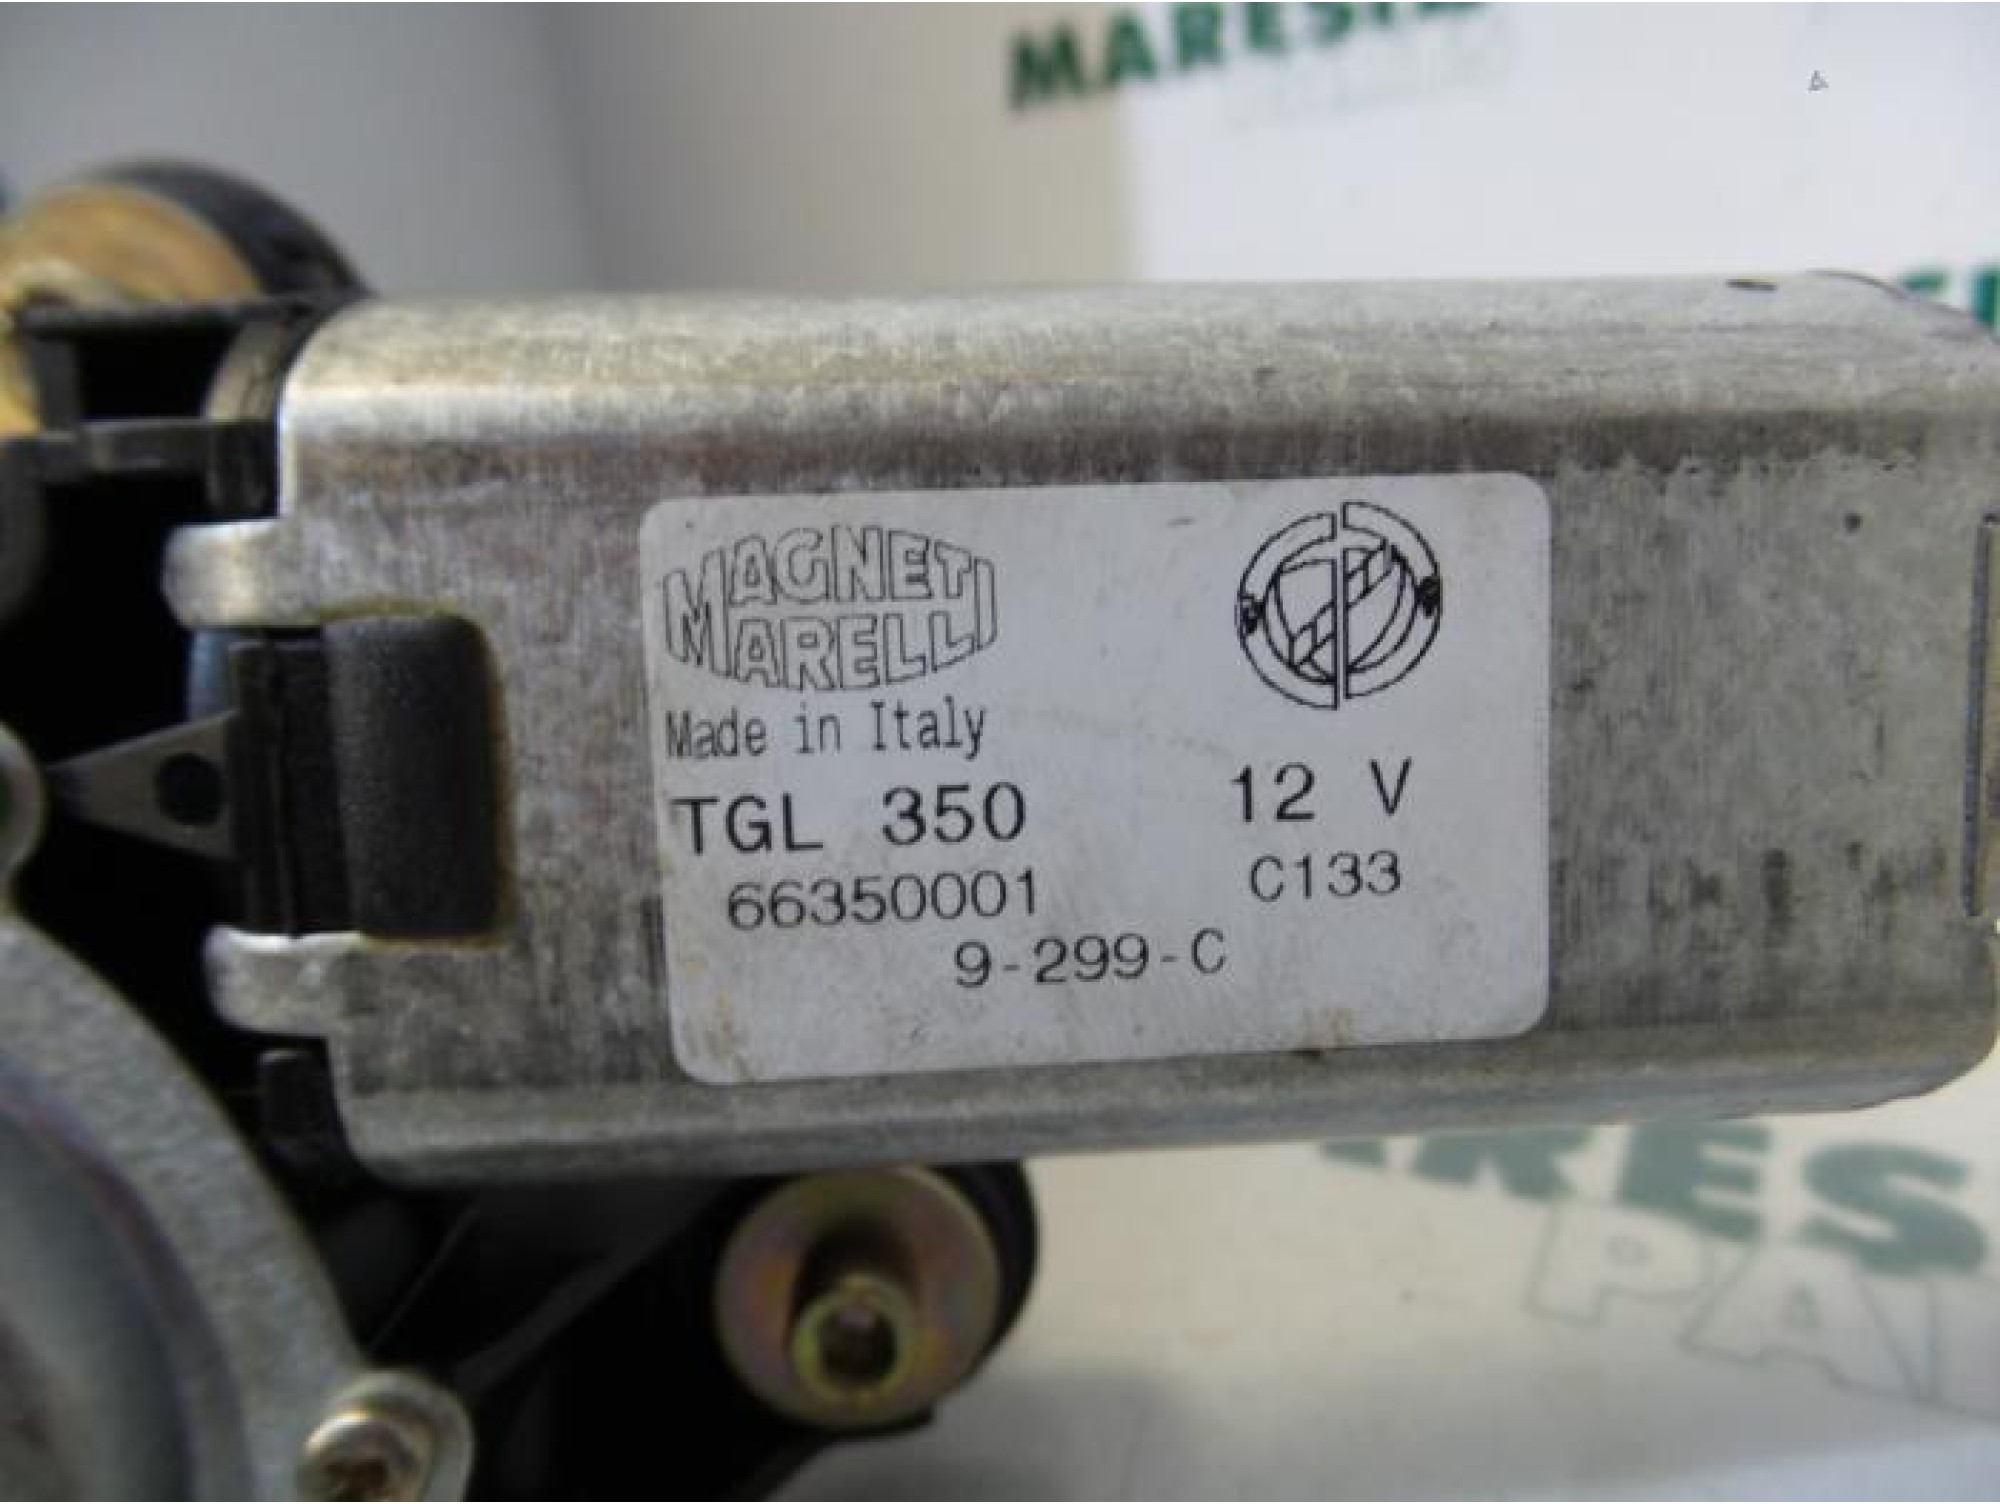 MAGNETI
MARELLI
Made in Italy
TGL 350 12 V
66350001 C133
9-299-C